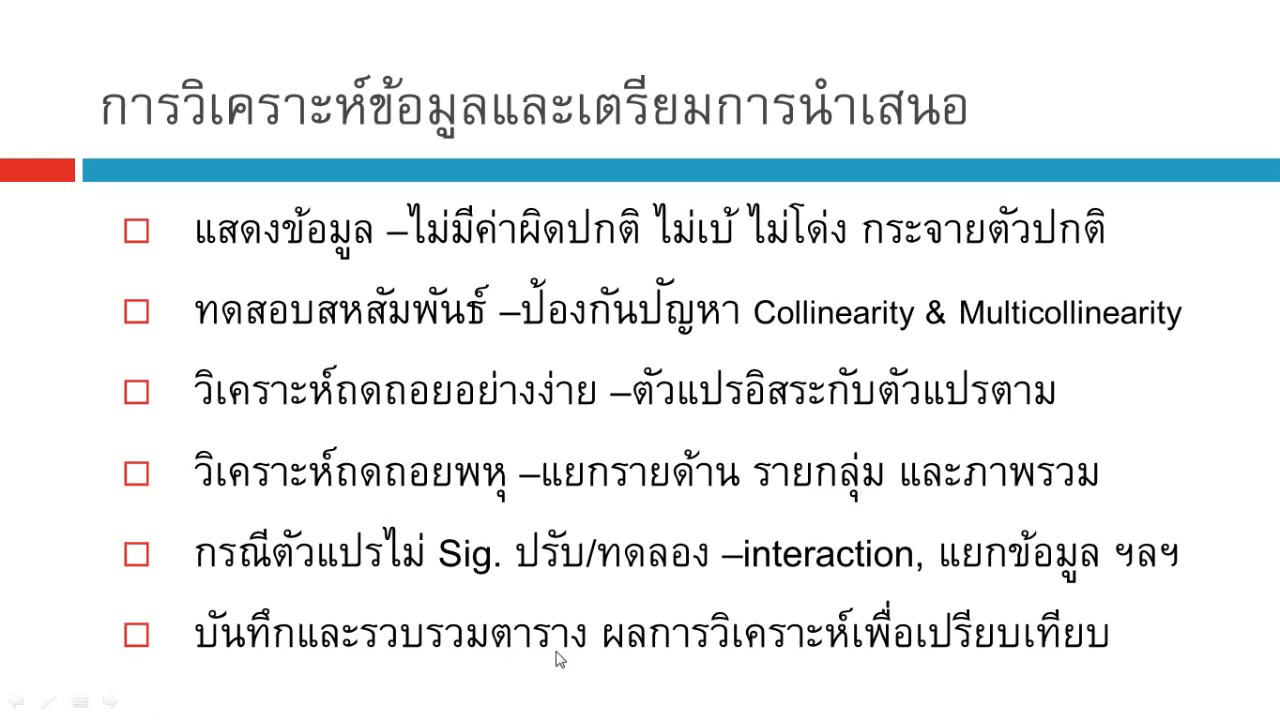 การวิเคราะห์ข้อมูลและเตรียมการนำเสนอ
แสดงข้อมูล –ไม่มีค่าผิดปกติ ไม่เบ้ ไม่โด่ง กระจายตัวปกติ
ทดสอบสหสัมพันธ์ –ป้องกันปัญหา Collinearity & Multicollinearity
วิเคราะห์ถดถอยอย่างง่าย –ตัวแปรอิสระกับตัวแปรตาม
วิเคราะห์ถดถอยพหุ –แยกรายด้าน รายกลุ่ม และภาพรวม
กรณีตัวแปรไม่ Sig. ปรับ/ทดลอง –interaction, แยกข้อมูล ฯลฯ
บันทึกและรวบรวมตาราง ผลการวิเคราะห์เพื่อเปรียบเทียบ